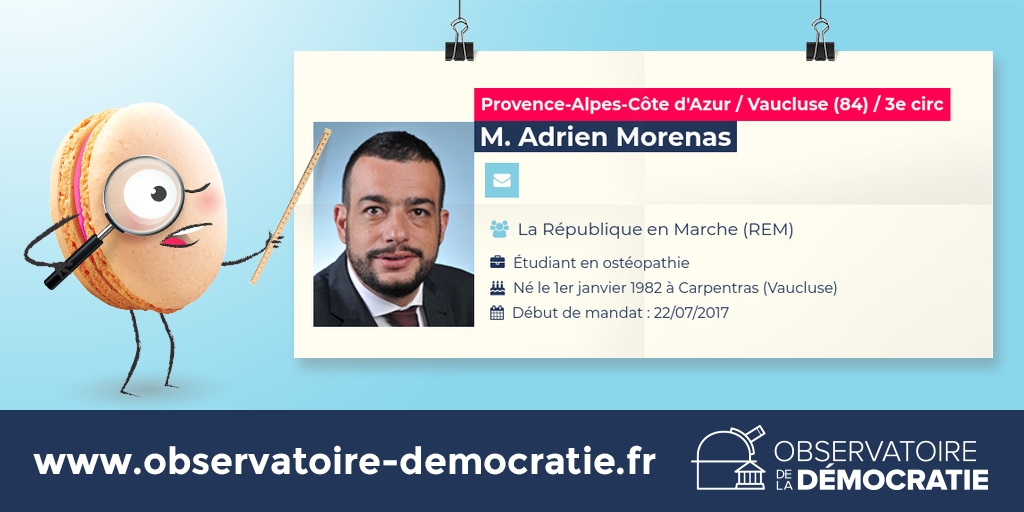 Provence-Alpes-Côte d'Azur / Vaucluse (84) / 3e circ
M. Adrien Morenas
La République en Marche (REM)
Étudiant en ostéopathie
Né le 1er janvier 1982 à Carpentras (Vaucluse)
Début de mandat : 22/07/2017
www.observatoire-democratie.fr
OBSERVATOIRE
DE LA DÉMOCRATIE